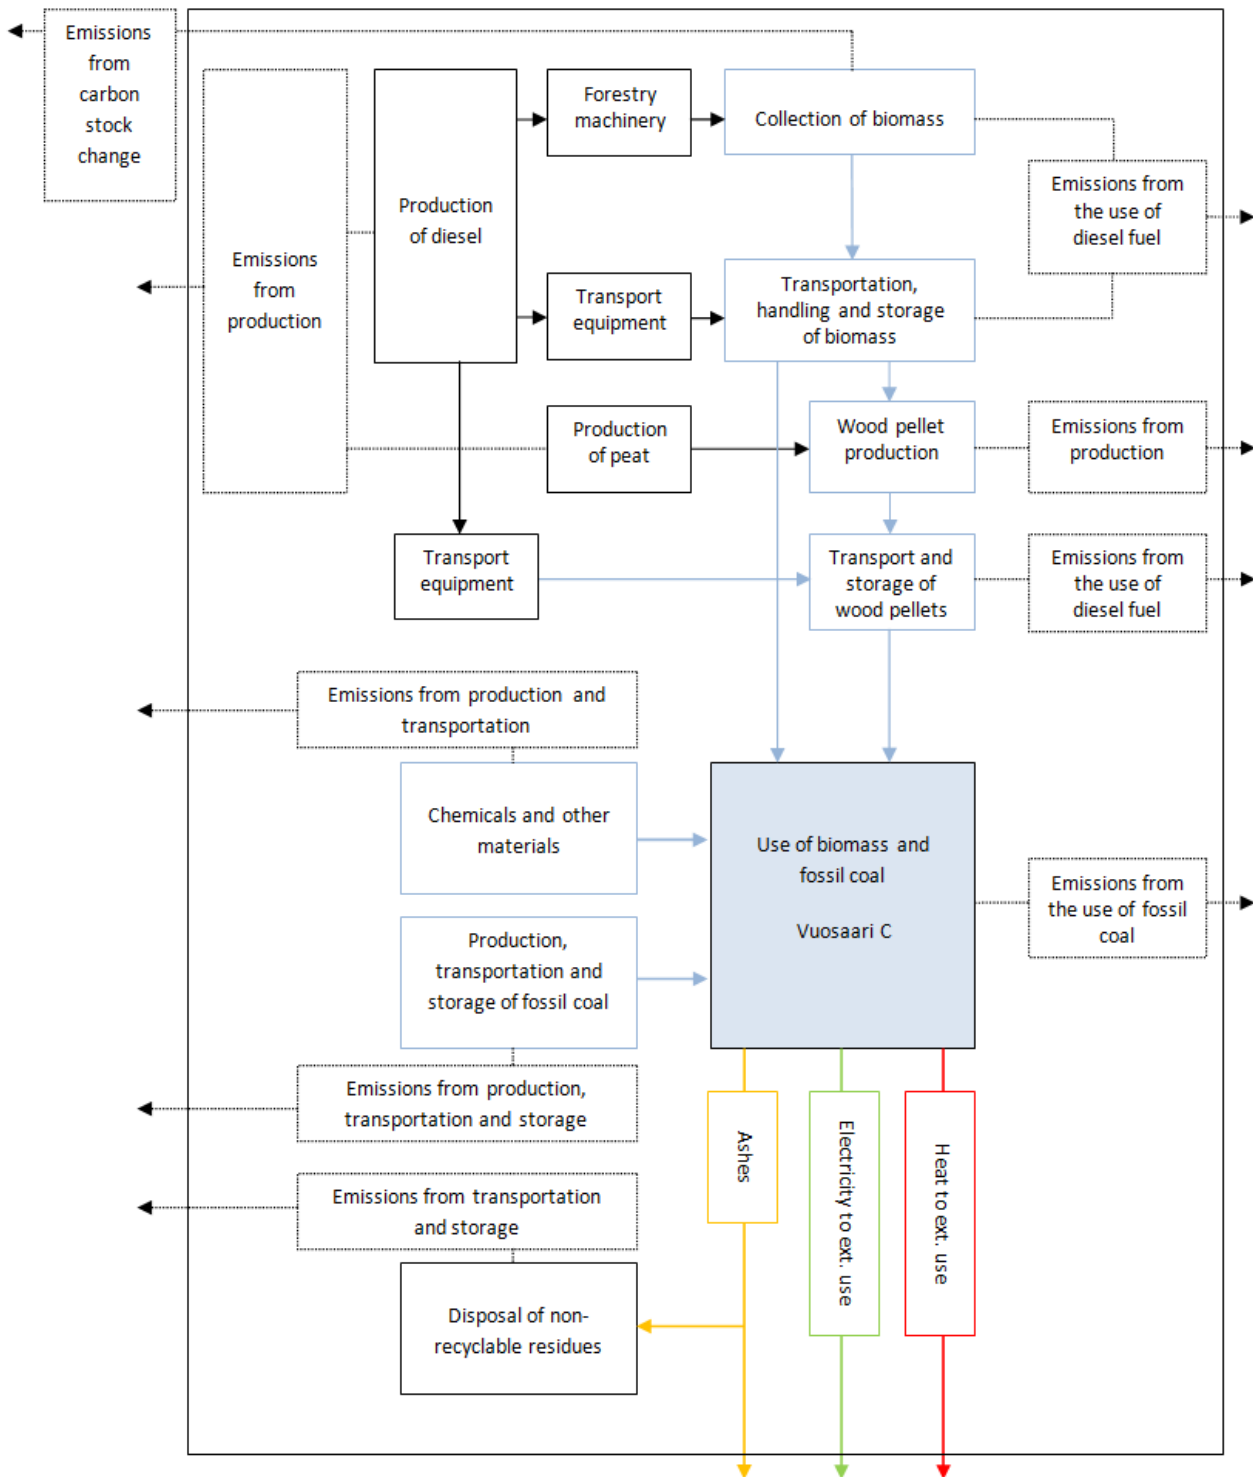 Emissions
from
carbon
stock
change
Emissions
from
production
Production
of diesel
Forestry
machinery
Collection of biomass
Emissions from
the use of
diesel fuel
Transport
equipment
Transportation,
handling and storage
of biomass
Production
of peat
Wood pellet
production
Emissions from
production
Transport
equipment
Transport and
storage of
wood pellets
Emissions from
the use of
diesel fuel
Emissions from production and
transportation
Chemicals and other
materials
Use of biomass and
fossil coal
Vuosaari C
Emissions from
the use of fossil
coal
Production,
transportation and
storage of fossil coal
Emissions from production,
transportation and storage
Ashes
Electricity to ext. use
Heat to ext. use
Emissions from transportation
and storage
Disposal of non-
recyclable residues